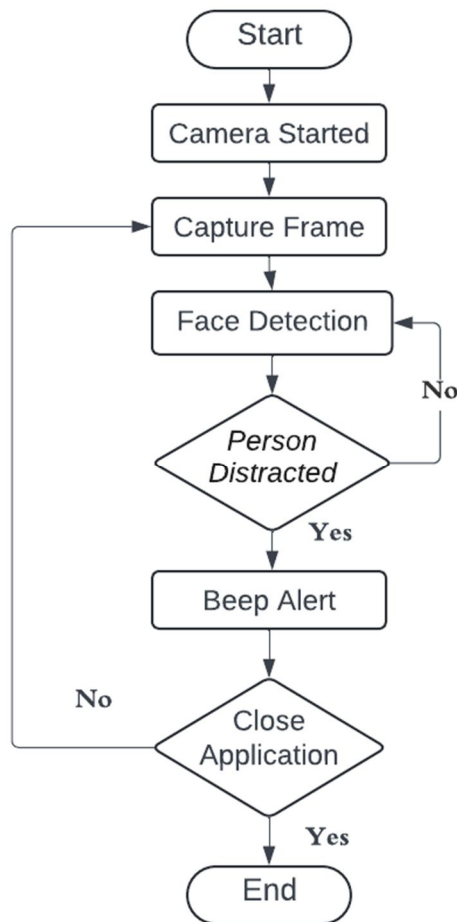 Start
Camera Started
Capture Frame
Face Detection
No
Person
Distracted
Yes
Beep Alert
No
Close
Application
Yes
End